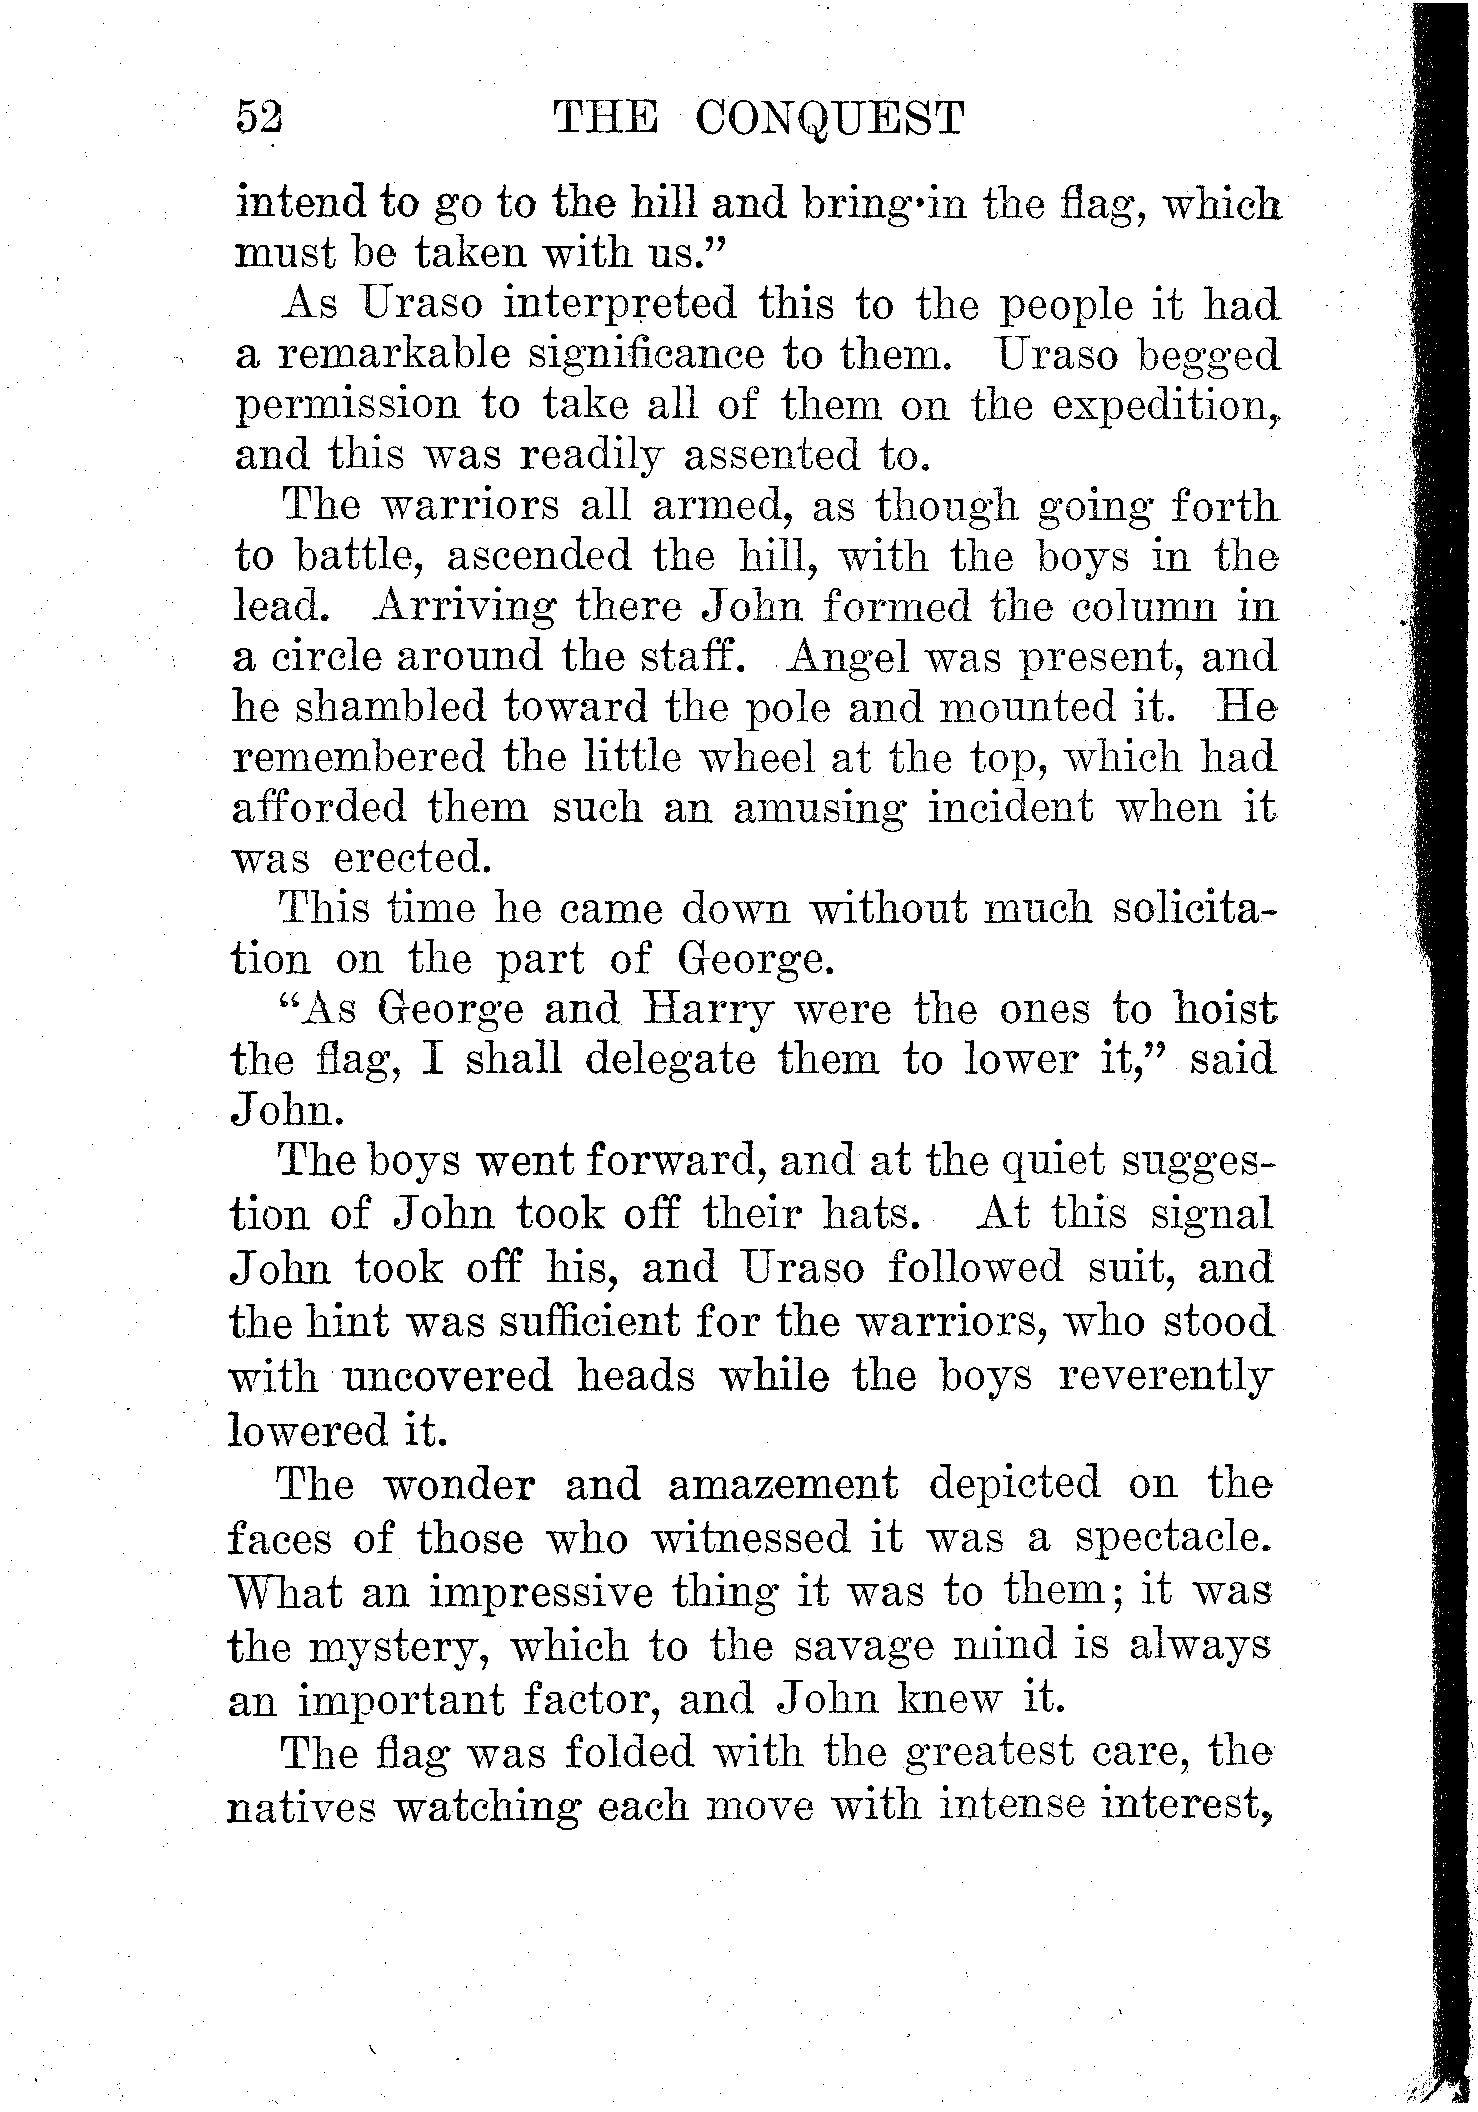 52 THE CONQUEST
intend to go to the hill and bring in the flag, which
must be taken with us.”
As Uraso interpreted this to the people it had
a remarkable significance to them. Uraso begged
permission to take all of them on the expedition,
and this was readily assented to.
The warriors all armed, as though going forth
to battle, ascended the hill, with the boys in the
lead. Arriving there John formed the column in
a circle around the staff. Angel was present, and
he shambled toward the pole and mounted it. He
remembered the little wheel at the top, which had
afforded them such an amusing incident when it
was erected.
This time he came down without much solicita-
tion on the part of George.
“As George and Harry were the ones to hoist
the flag, I shall delegate them to lower it,” said
John.
The boys went forward, and at the quiet sugges-
tion of John took off their hats. At this signal
John took off his, and Uraso followed suit, and
the hint was sufficient for the warriors, who stood
with uncovered heads while the boys reverently
lowered it.
The wonder and amazement depicted on the
faces of those who witnessed it was a spectacle.
What an impressive thing it was to them; it was
the mystery, which to the savage mind is always
an important factor, and John knew it.
The flag was folded with the greatest care, the
natives watching each move with intense interest,